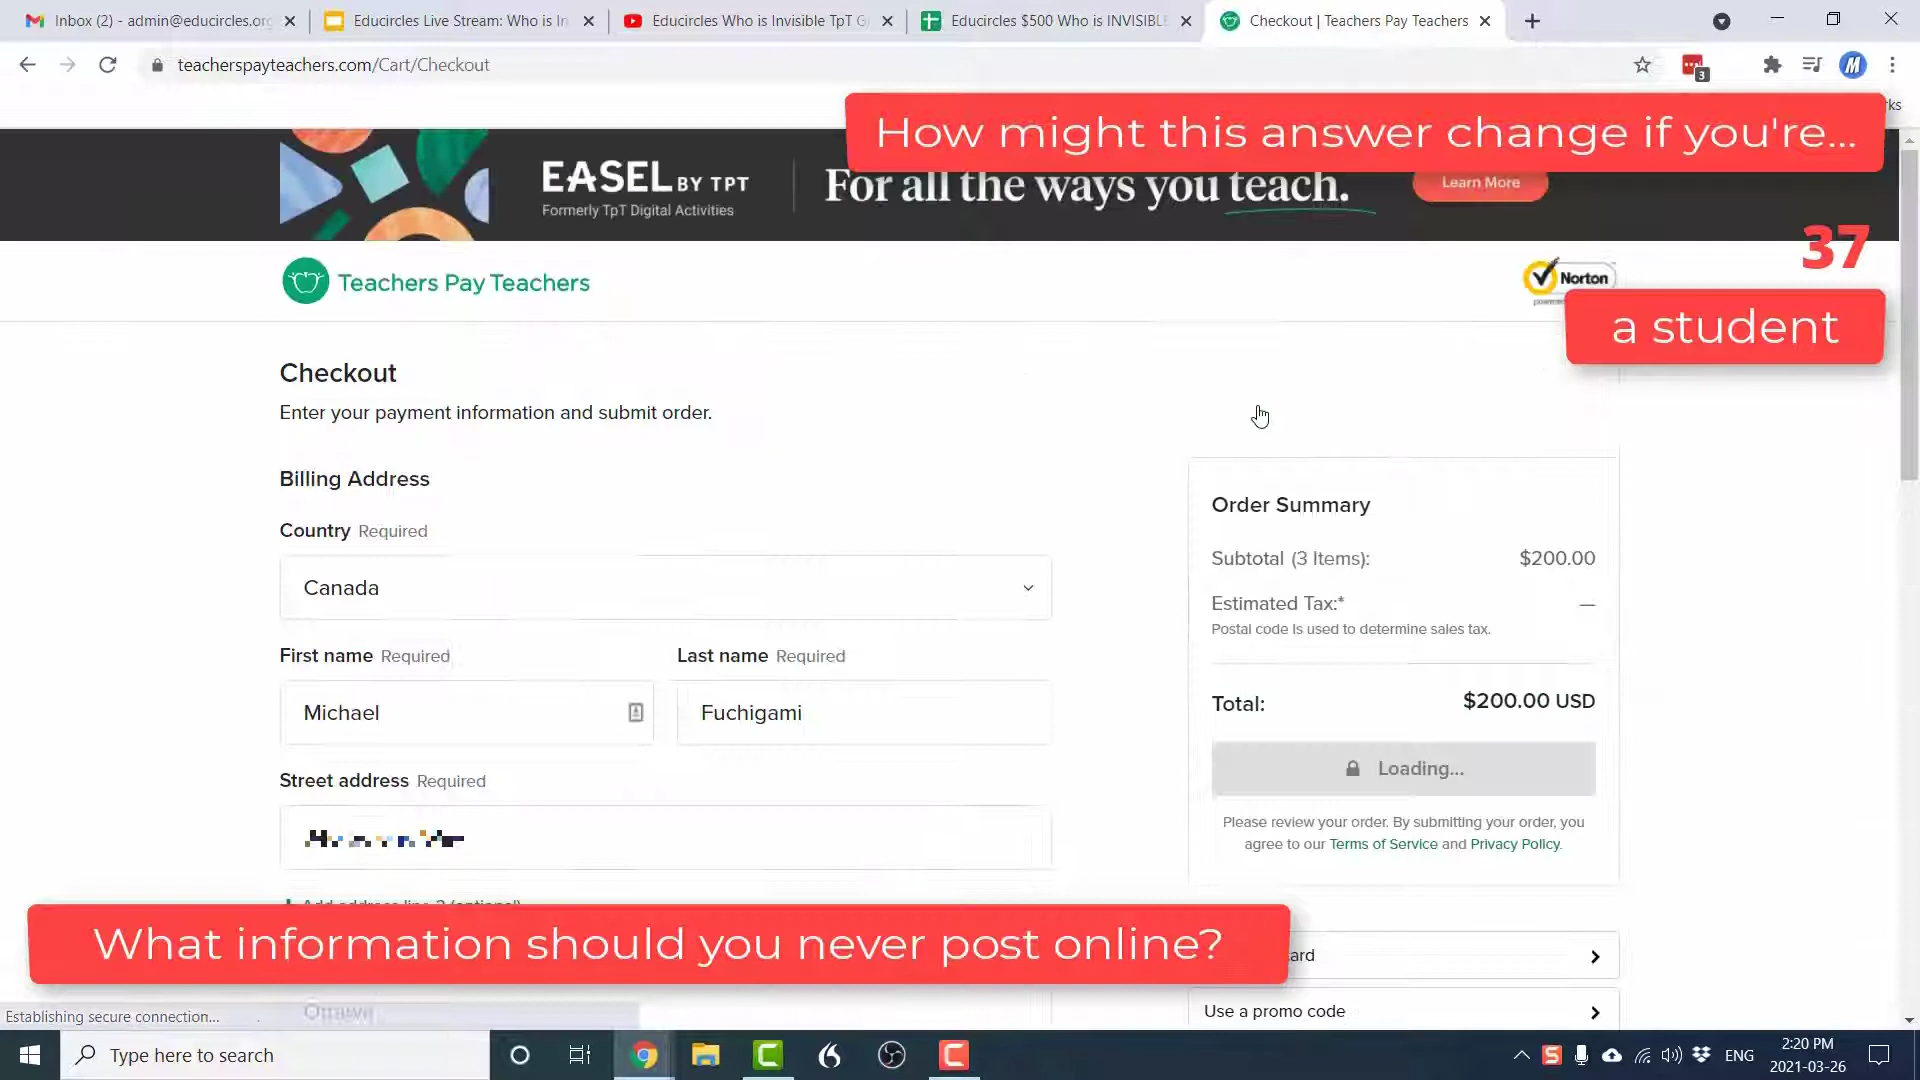 Inbox (2) - admin@educircles.org
Educircles Live Stream: Who is In
Educircles Who is Invisible TpT G
Educircles $500 Who is INVISIBLE
Checkout | Teachers Pay Teachers
teacherspayteachers.com/Cart/Checkout
3
How might this answer change if you're...
EASEL BY TPT
Formerly TpT Digital Activities
For all the ways you teach.
Learn More
37
Teachers Pay Teachers
Norton
a student
Checkout
Enter your payment information and submit order.
Billing Address
Country Required
Canada
First name Required
Last name Required
Michael
Fuchigami
Street address Required
Order Summary
Subtotal (3 Items): $200.00
Estimated Tax:* —
Postal code is used to determine sales tax.
Total: $200.00 USD
Loading...
Please review your order. By submitting your order, you
agree to our Terms of Service and Privacy Policy.
What information should you never post online?
Use a promo code
Establishing secure connection...
Ottawa
Type here to search
ENG
2:20 PM
2021-03-26